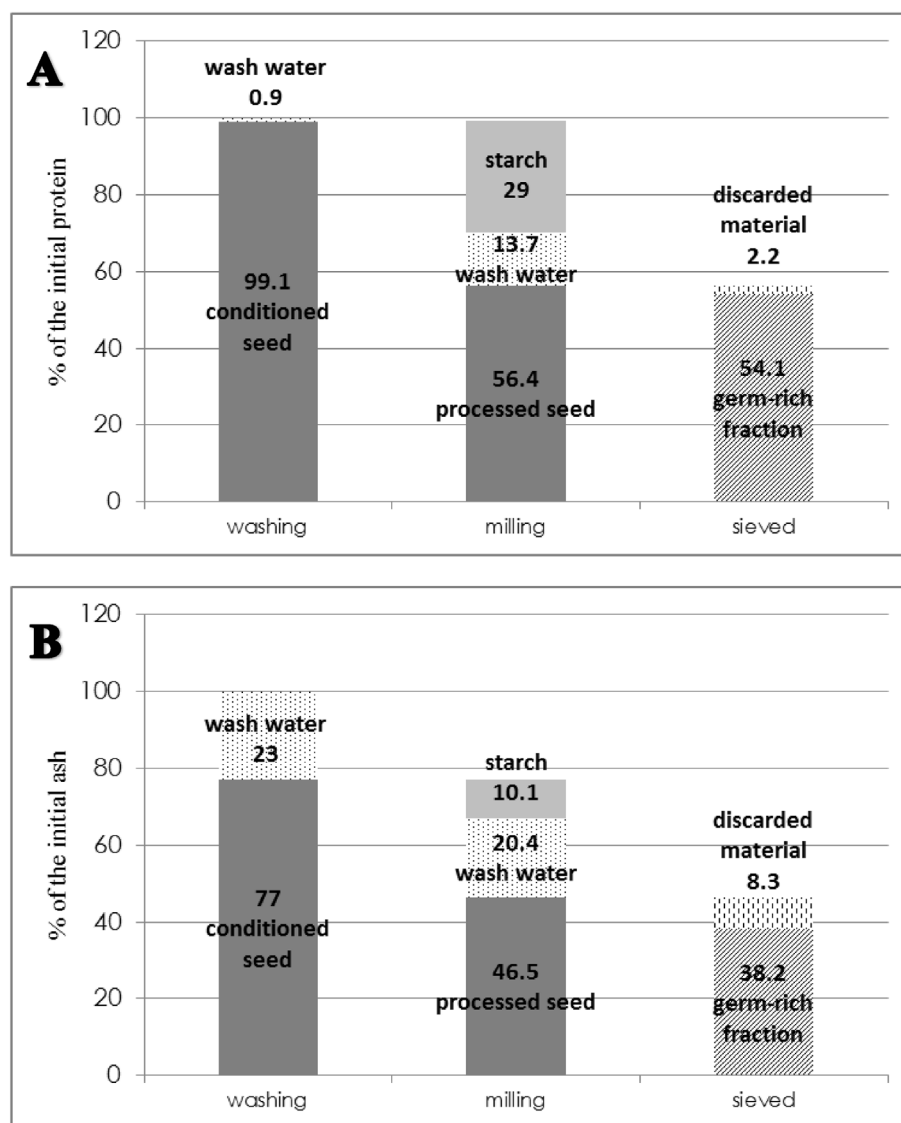 A
% of the initial protein
120
100
80
60
40
20
0
wash water
0.9
99.1
conditioned
seed
starch
29
13.7
wash water
56.4
processed seed
discarded
material
2.2
54.1
germ-rich
fraction
washing
milling
sieved
B
% of the initial ash
120
100
80
60
40
20
0
wash water
23
77
conditioned
seed
starch
10.1
20.4
wash water
46.5
processed seed
discarded
material
8.3
38.2
germ-rich
fraction
washing
milling
sieved